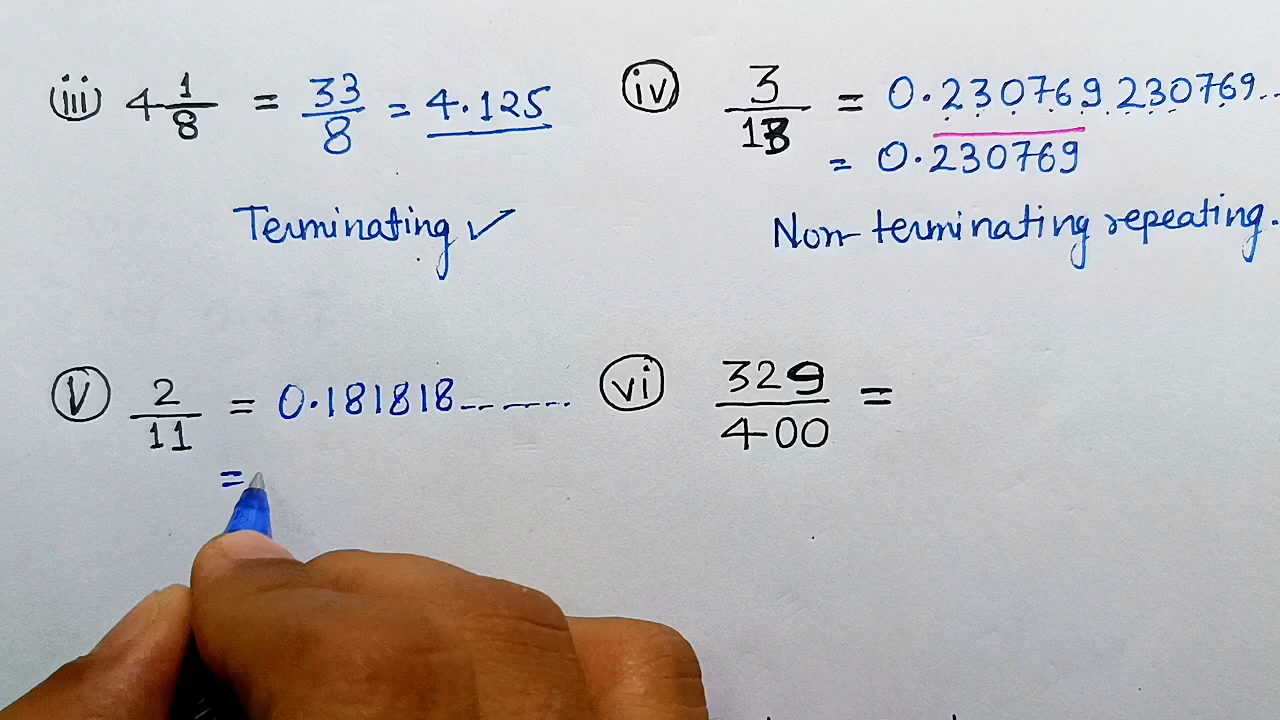 (iii) 4 1/8 = 33/8 = 4.125
Terminating ✓
(iv) 3/13 = 0.230769230769...
= 0.230769
Non-terminating repeating.
(v) 2/11 = 0.181818-------
=
(vi) 329/400 =